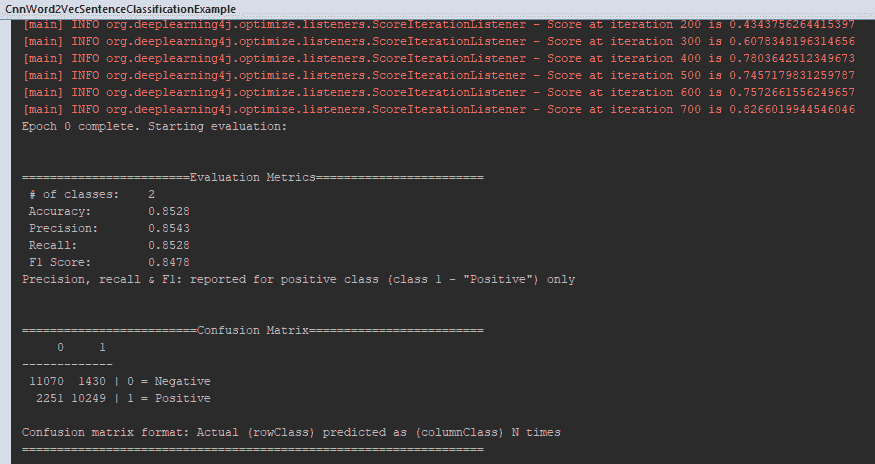 CnnWord2VecSentenceClassificationExample
[main] INFO org.deeplearning4j.optimize.listeners.ScoreIterationListener - Score at iteration 200 is 0.4343756264415397
[main] INFO org.deeplearning4j.optimize.listeners.ScoreIterationListener - Score at iteration 300 is 0.6078348196314656
[main] INFO org.deeplearning4j.optimize.listeners.ScoreIterationListener - Score at iteration 400 is 0.7803642512349673
[main] INFO org.deeplearning4j.optimize.listeners.ScoreIterationListener - Score at iteration 500 is 0.7457179831259787
[main] INFO org.deeplearning4j.optimize.listeners.ScoreIterationListener - Score at iteration 600 is 0.7572661556249657
[main] INFO org.deeplearning4j.optimize.listeners.ScoreIterationListener - Score at iteration 700 is 0.8266019944546046
Epoch 0 complete. Starting evaluation:
========================Evaluation Metrics========================
# of classes: 2
Accuracy: 0.8528
Precision: 0.8543
Recall: 0.8528
F1 Score: 0.8478
Precision, recall & F1: reported for positive class (class 1 - "Positive") only
=========================Confusion Matrix=========================
0 1
-------------
11070 1430 | 0 = Negative
2251 10249 | 1 = Positive
Confusion matrix format: Actual (rowClass) predicted as (columnClass) N times
==================================================================